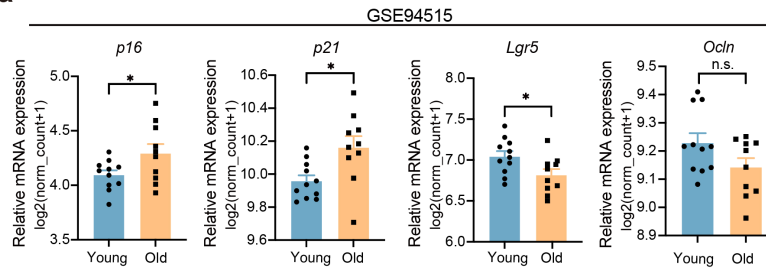 GSE94515
p16
Relative mRNA expression
log2(norm_count+1)
5.0
4.5
4.0
3.5
*
Young Old
p21
Relative mRNA expression
log2(norm_count+1)
10.6
10.4
10.2
10.0
9.8
9.6
*
Young Old
Lgr5
Relative mRNA expression
log2(norm_count+1)
8.0
7.5
7.0
6.5
6.0
*
Young Old
Ocln
Relative mRNA expression
log2(norm_count+1)
9.5
9.4
9.3
9.2
9.1
9.0
8.9
n.s.
Young Old